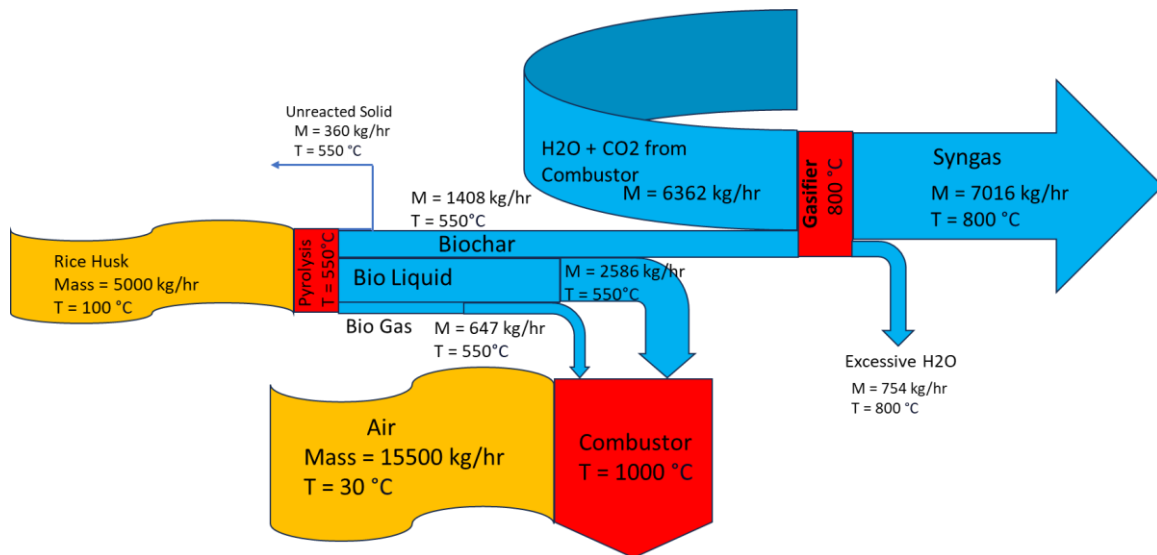 Unreacted Solid
M = 360 kg/hr
T = 550 °C
H2O + CO2 from
Combustor
M = 6362 kg/hr
Gasifier
800 °C
Syngas
M = 7016 kg/hr
T = 800 °C
M = 1408 kg/hr
T = 550°C
Biochar
Rice Husk
Mass = 5000 kg/hr
T = 100 °C
Pyrolysis
T = 550°C
Bio Liquid
M = 2586 kg/hr
T = 550°C
Bio Gas
M = 647 kg/hr
T = 550°C
Excessive H2O
M = 754 kg/hr
T = 800 °C
Air
Mass = 15500 kg/hr
T = 30 °C
Combustor
T = 1000 °C